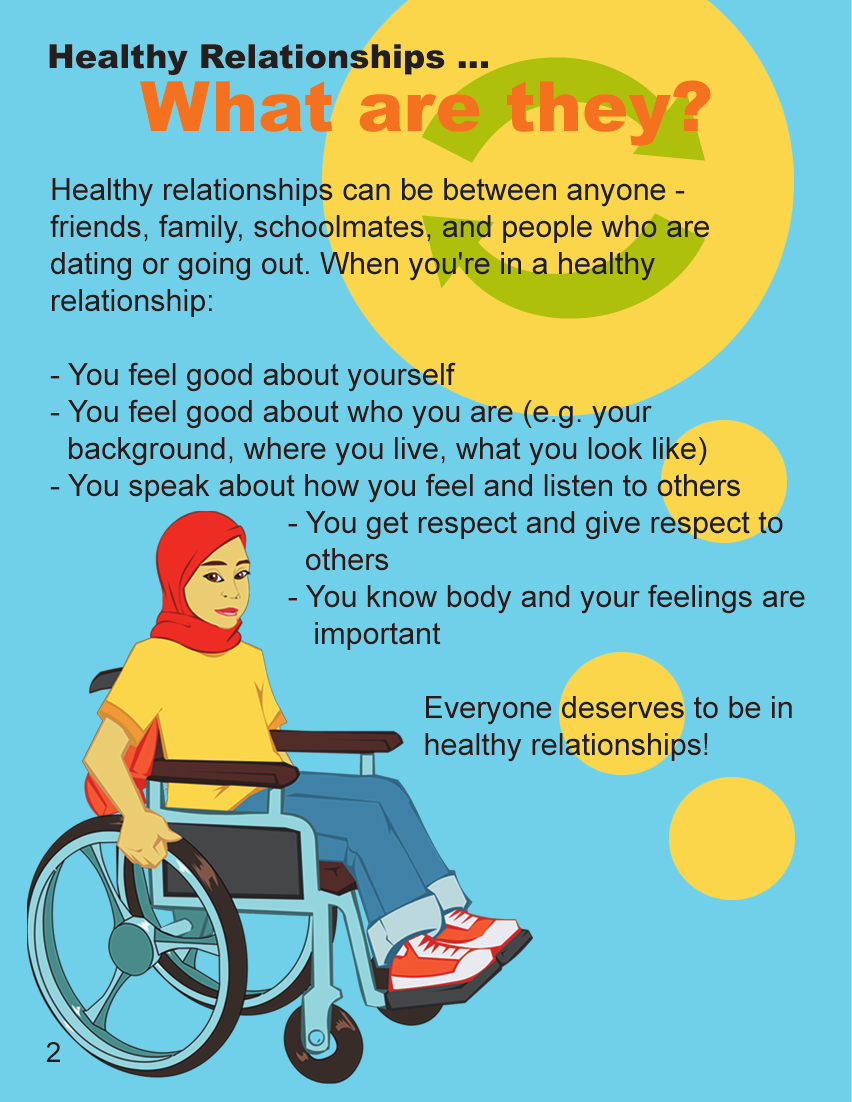 Healthy Relationships ...
What are they?
Healthy relationships can be between anyone -
friends, family, schoolmates, and people who are
dating or going out. When you're in a healthy
relationship:
- You feel good about yourself
- You feel good about who you are (e.g. your
background, where you live, what you look like)
- You speak about how you feel and listen to others
- You get respect and give respect to
others
- You know body and your feelings are
important
Everyone deserves to be in
healthy relationships!
2